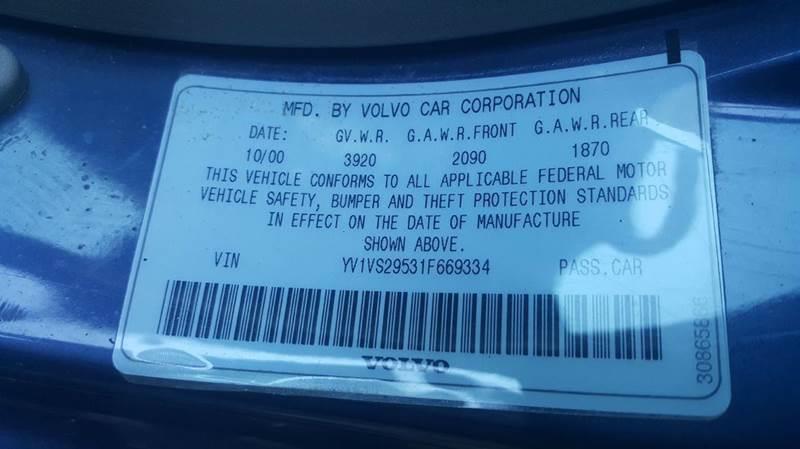 MFD. BY VOLVO CAR CORPORATION
DATE: GV.W.R. G.A.W.R.FRONT G.A.W.R.REAR
10/00 3920 2090 1870
THIS VEHICLE CONFORMS TO ALL APPLICABLE FEDERAL MOTOR
VEHICLE SAFETY, BUMPER AND THEFT PROTECTION STANDARDS
IN EFFECT ON THE DATE OF MANUFACTURE
SHOWN ABOVE.
VIN YV1VS29531F669334 PASS.CAR
VOLVO
30865866